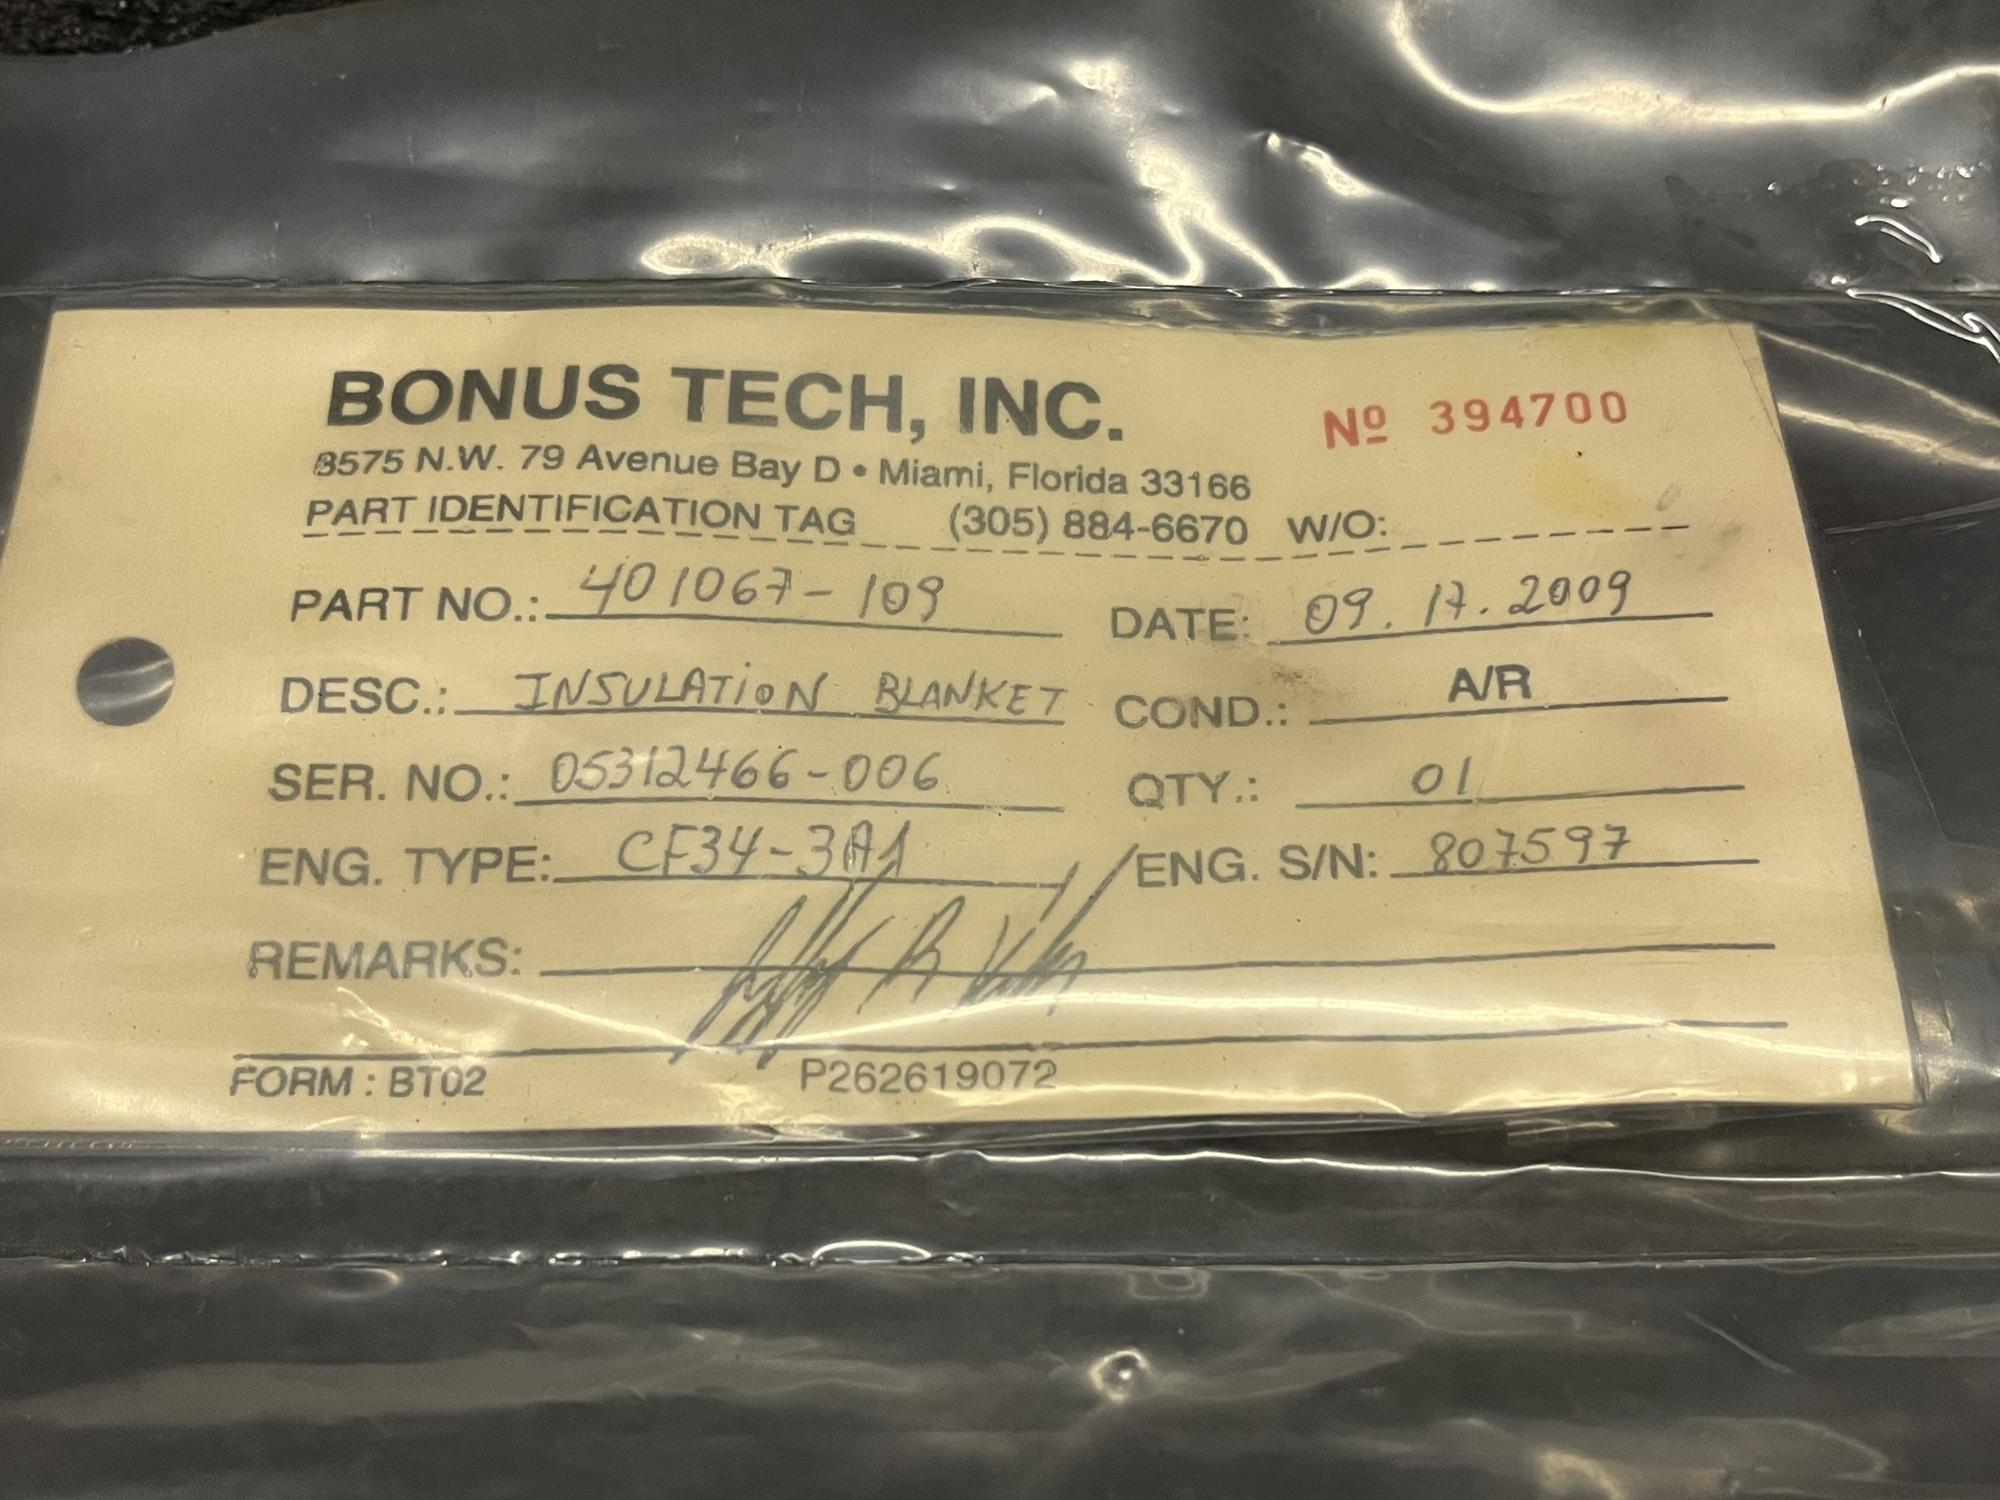 BONUS TECH, INC.
Nº 394700
8575 N.W. 79 Avenue Bay D • Miami, Florida 33166
PART IDENTIFICATION TAG (305) 884-6670 W/O:
PART NO.: 401067-109 DATE: 09.17.2009
DESC.: INSULATiON BLANKET COND.: A/R
SER. NO.: 05312466-006 QTY.: 01
ENG. TYPE: CF34-3A1 ENG. S/N: 807597
REMARKS:
FORM : BT02 P262619072